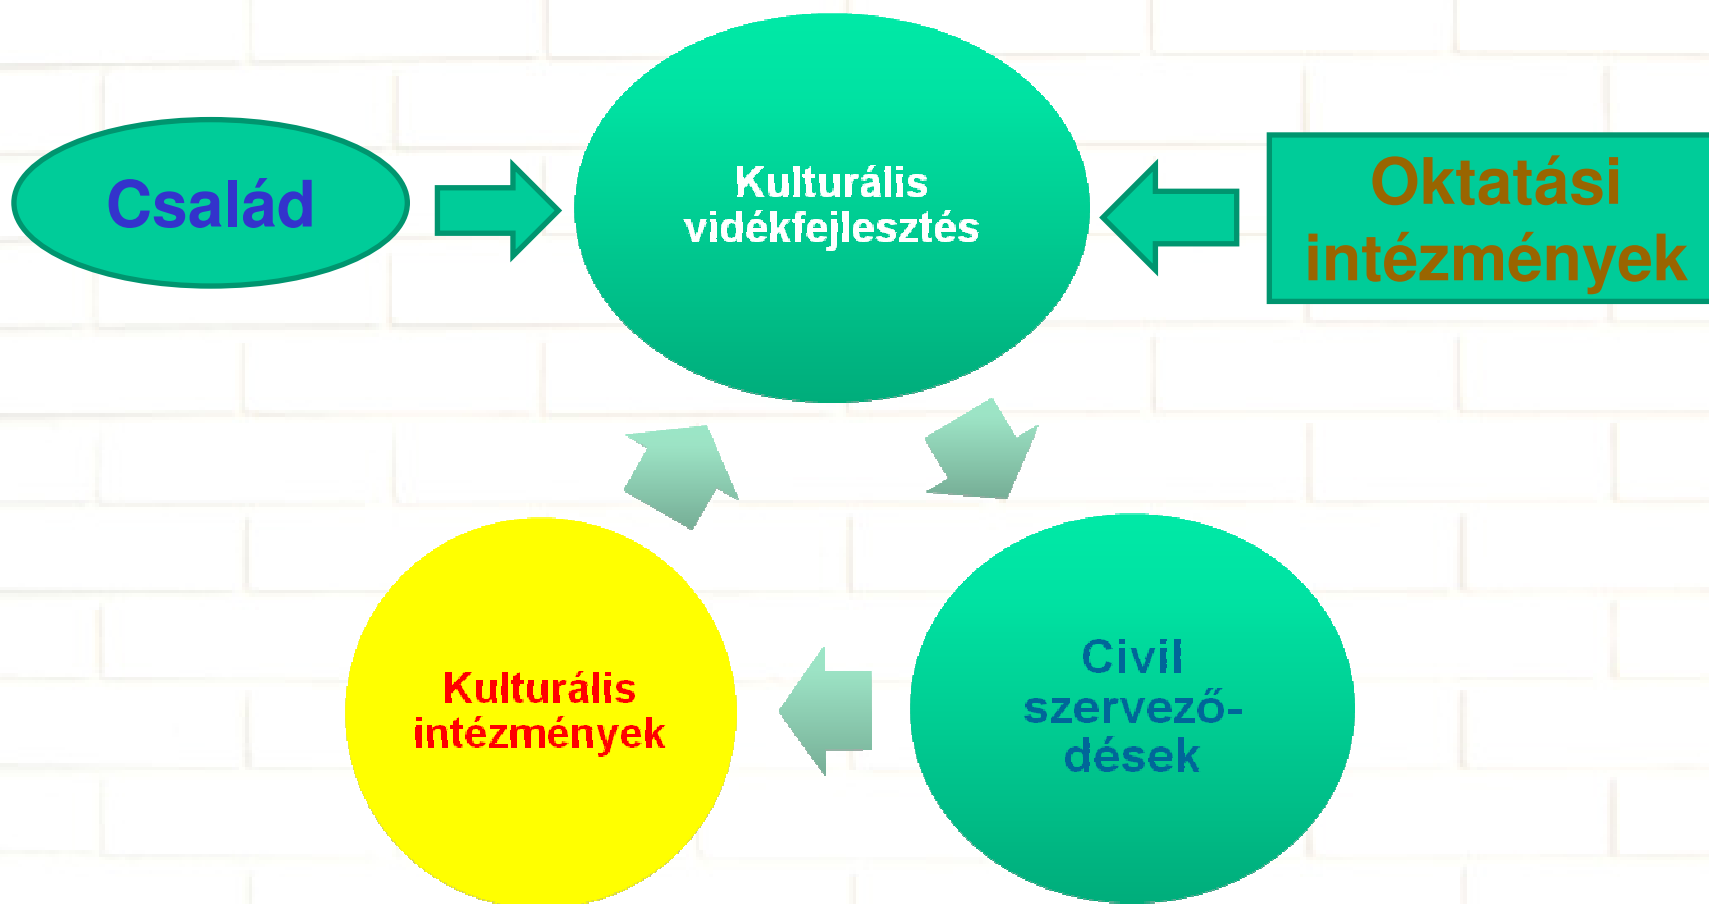 Család
Kulturális
vidékfejlesztés
Oktatási
intézmények
Kulturális
intézmények
Civil
szervező-
dések